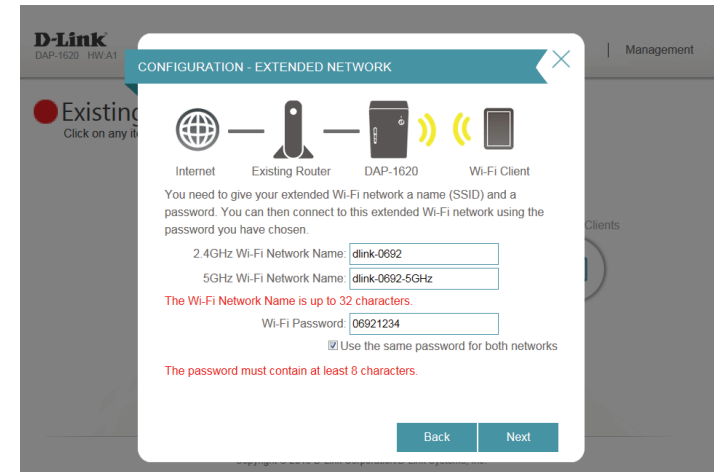 D-Link
DAP-1620 HW:A1
Management
CONFIGURATION - EXTENDED NETWORK
Existing
Click on any
Internet
Existing Router
DAP-1620
Wi-Fi Client
You need to give your extended Wi-Fi network a name (SSID) and a
password. You can then connect to this extended Wi-Fi network using the
password you have chosen.
Clients
2.4GHz Wi-Fi Network Name: dlink-0692
5GHz Wi-Fi Network Name: dlink-0692-5GHz
The Wi-Fi Network Name is up to 32 characters.
Wi-Fi Password: 06921234
Use the same password for both networks
The password must contain at least 8 characters.
Back
Next